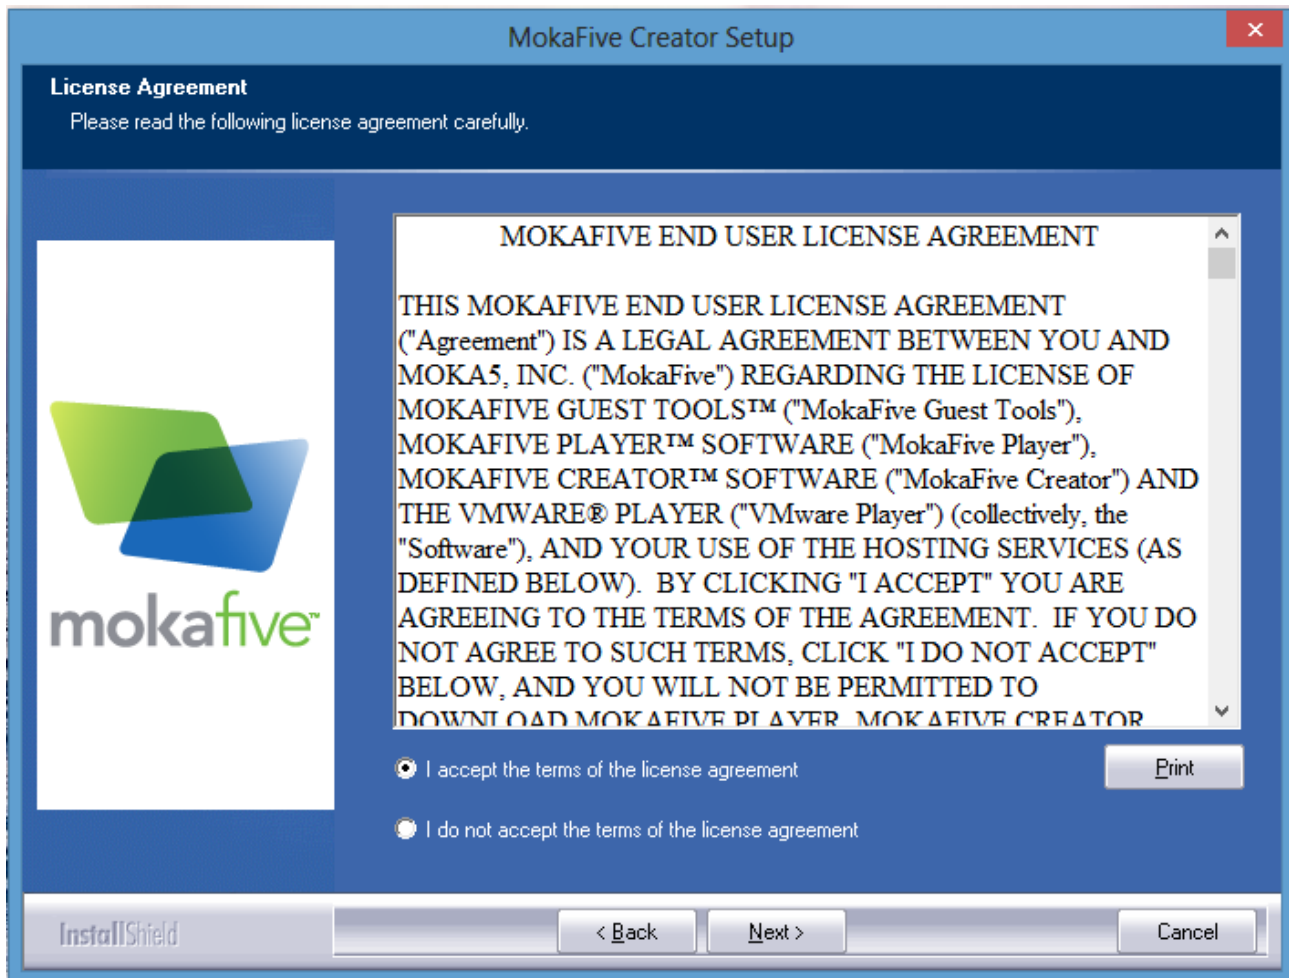 MokaFive Creator Setup
License Agreement
Please read the following license agreement carefully.
MOKAFIVE END USER LICENSE AGREEMENT
THIS MOKAFIVE END USER LICENSE AGREEMENT
("Agreement") IS A LEGAL AGREEMENT BETWEEN YOU AND
MOKA5, INC. ("MokaFive") REGARDING THE LICENSE OF
MOKAFIVE GUEST TOOLS™ ("MokaFive Guest Tools"),
MOKAFIVE PLAYER™ SOFTWARE ("MokaFive Player"),
MOKAFIVE CREATOR™ SOFTWARE ("MokaFive Creator") AND
THE VMWARE® PLAYER ("VMware Player") (collectively, the
"Software"), AND YOUR USE OF THE HOSTING SERVICES (AS
DEFINED BELOW).  BY CLICKING "I ACCEPT" YOU ARE
AGREEING TO THE TERMS OF THE AGREEMENT.  IF YOU DO
NOT AGREE TO SUCH TERMS, CLICK "I DO NOT ACCEPT"
BELOW, AND YOU WILL NOT BE PERMITTED TO
DOWNLOAD MOKAFIVE PLAYER, MOKAFIVE CREATOR
mokafive™
I accept the terms of the license agreement
Print
I do not accept the terms of the license agreement
InstallShield
< Back
Next >
Cancel